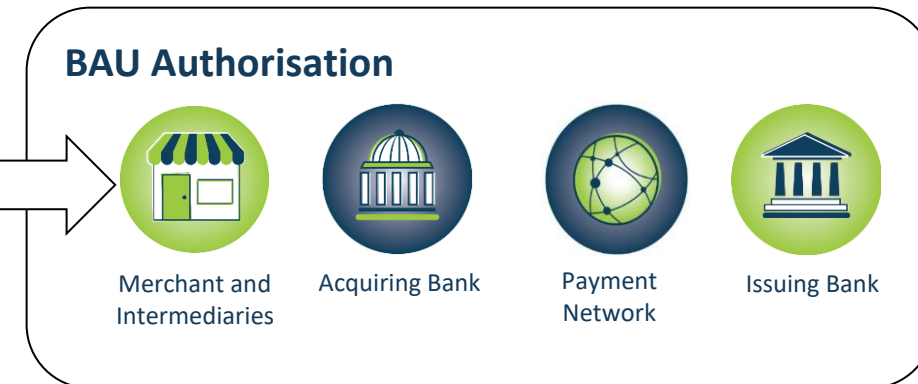 BAU Authorisation
Merchant and
Intermediaries
Acquiring Bank
Payment
Network
Issuing Bank